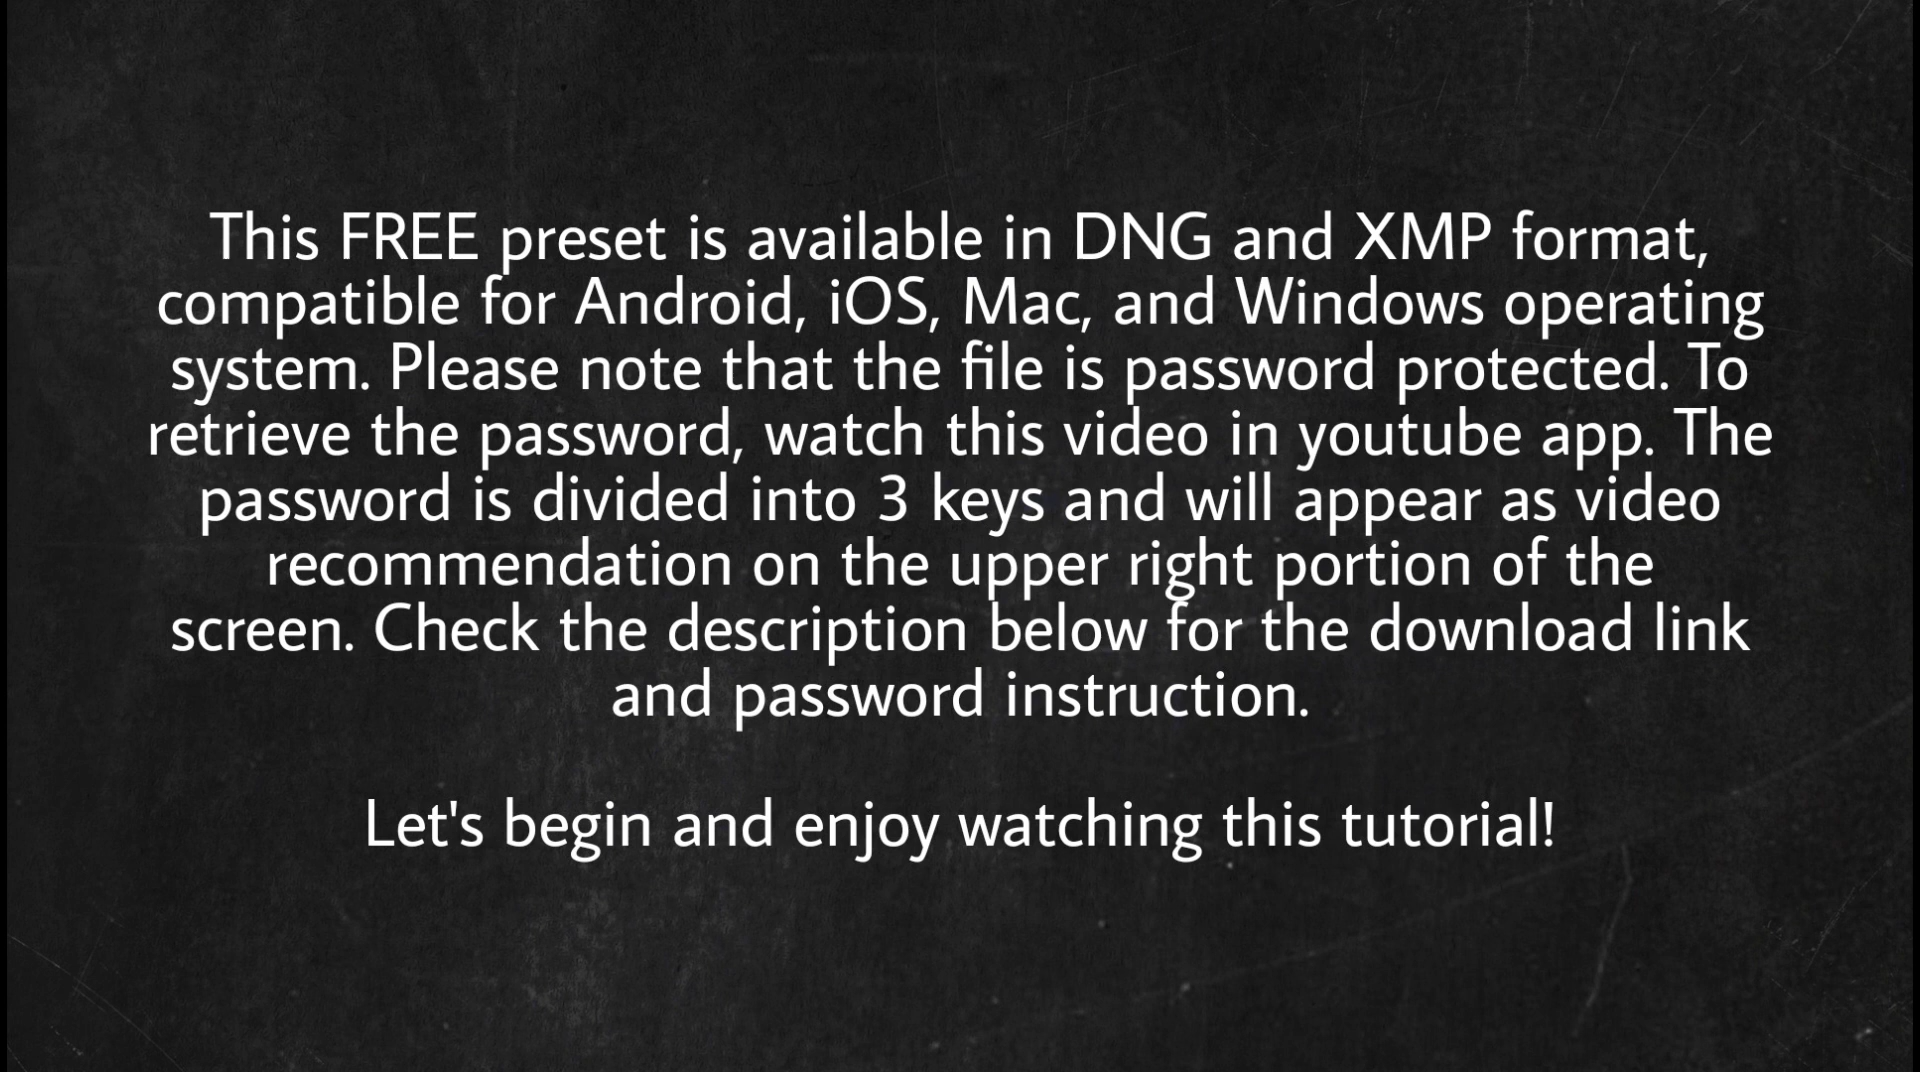 This FREE preset is available in DNG and XMP format,
compatible for Android, iOS, Mac, and Windows operating
system. Please note that the file is password protected. To
retrieve the password, watch this video in youtube app. The
password is divided into 3 keys and will appear as video
recommendation on the upper right portion of the
screen. Check the description below for the download link
and password instruction.
Let's begin and enjoy watching this tutorial!